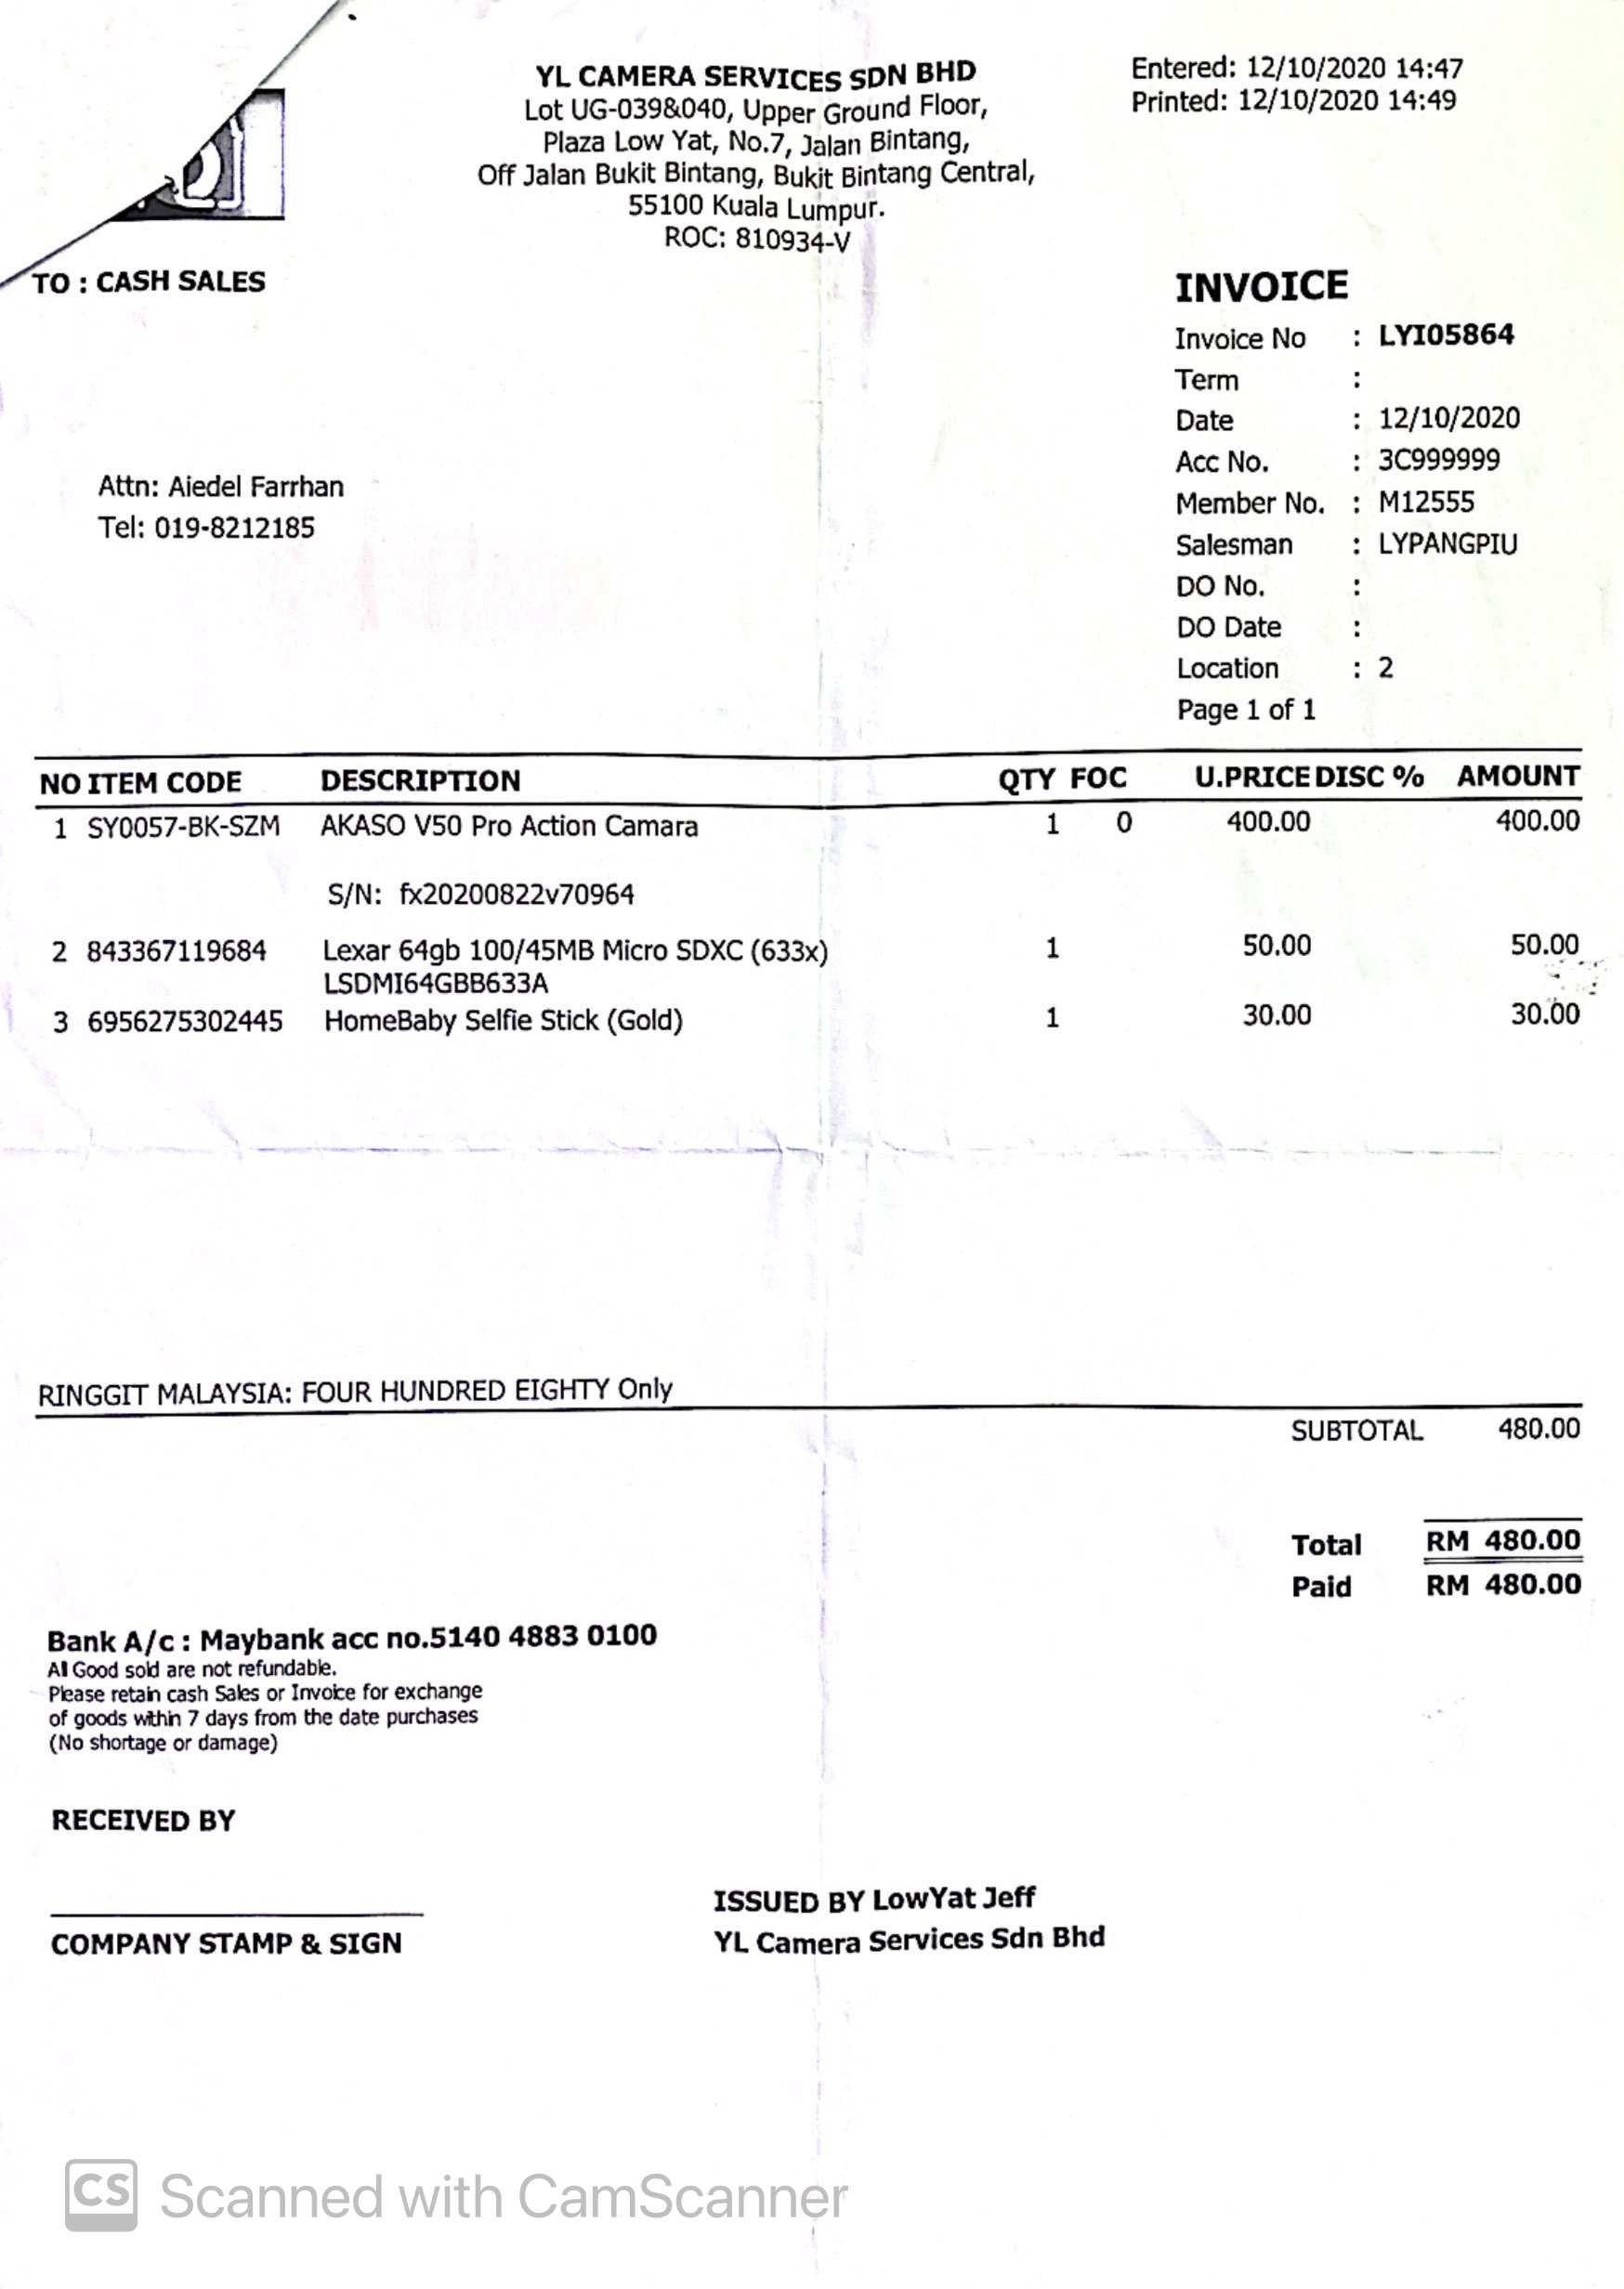 YL CAMERA SERVICES SDN BHD
Lot UG-039&040, Upper Ground Floor,
Plaza Low Yat, No.7, Jalan Bintang,
Off Jalan Bukit Bintang, Bukit Bintang Central,
55100 Kuala Lumpur.
ROC: 810934-V
Entered: 12/10/2020 14:47
Printed: 12/10/2020 14:49
TO : CASH SALES
Attn: Aiedel Farrhan
Tel: 019-8212185
INVOICE
Invoice No : LYI05864
Term :
Date : 12/10/2020
Acc No. : 3C999999
Member No. : M12555
Salesman : LYPANGPIU
DO No. :
DO Date :
Location : 2
Page 1 of 1
NO ITEM CODE DESCRIPTION QTY FOC U.PRICE DISC % AMOUNT
1 SY0057-BK-SZM AKASO V50 Pro Action Camara 1 0 400.00 400.00
S/N: fx20200822v70964
2 843367119684 Lexar 64gb 100/45MB Micro SDXC (633x) 1 50.00 50.00
LSDMI64GBB633A
3 6956275302445 HomeBaby Selfie Stick (Gold) 1 30.00 30.00
RINGGIT MALAYSIA: FOUR HUNDRED EIGHTY Only
SUBTOTAL 480.00
Total RM 480.00
Paid RM 480.00
Bank A/c : Maybank acc no.5140 4883 0100
All Good sold are not refundable.
Please retain cash Sales or Invoice for exchange
of goods within 7 days from the date purchases
(No shortage or damage)
RECEIVED BY
COMPANY STAMP & SIGN
ISSUED BY LowYat Jeff
YL Camera Services Sdn Bhd
CS Scanned with CamScanner